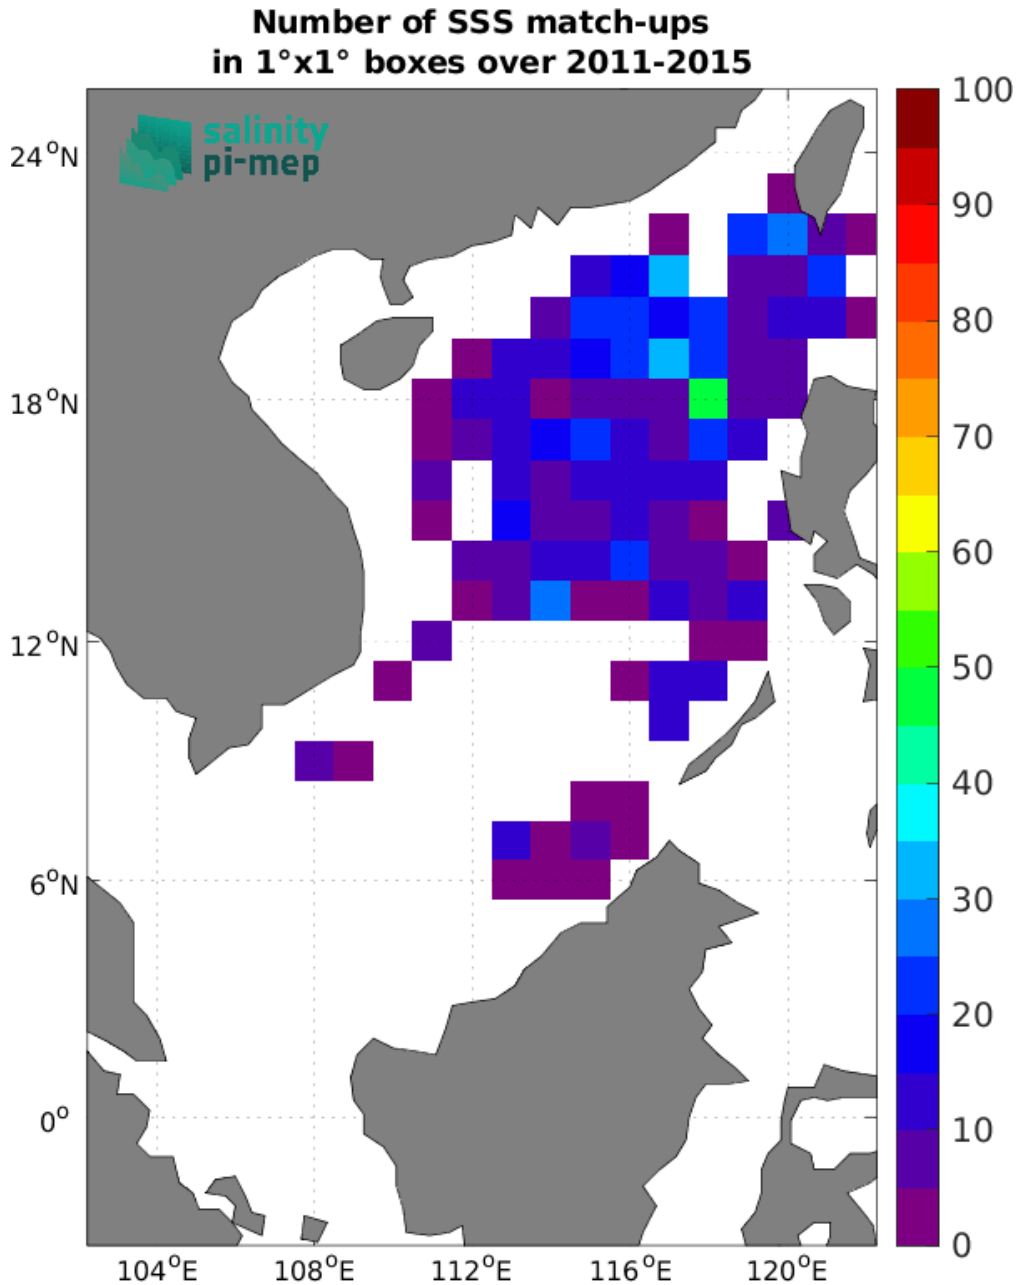 Number of SSS match-ups
in 1°x1° boxes over 2011-2015
salinity
pi-mep
24°N
18°N
12°N
6°N
0°
104°E
108°E
112°E
116°E
120°E
100
90
80
70
60
50
40
30
20
10
0